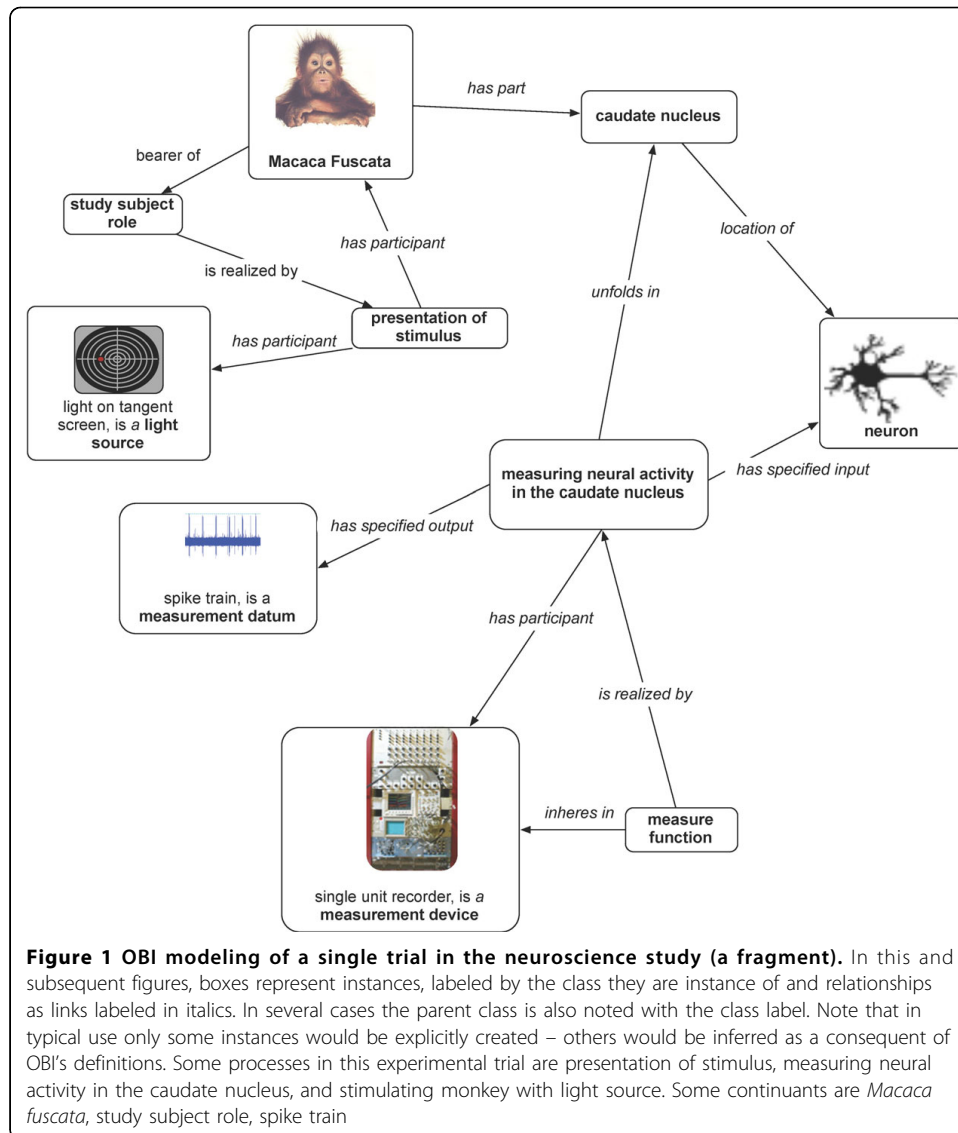 has part
caudate nucleus
Macaca Fuscata
bearer of
study subject
role
location of
has participant
is realized by
unfolds in
presentation of
stimulus
has participant
light on tangent
screen, is a light
source
neuron
measuring neural activity
in the caudate nucleus
has specified input
has specified output
spike train, is a
measurement datum
has participant
is realized by
inheres in
measure
function
single unit recorder, is a
measurement device
Figure 1 OBI modeling of a single trial in the neuroscience study (a fragment). In this and
subsequent figures, boxes represent instances, labeled by the class they are instance of and relationships
as links labeled in italics. In several cases the parent class is also noted with the class label. Note that in
typical use only some instances would be explicitly created – others would be inferred as a consequent of
OBI's definitions. Some processes in this experimental trial are presentation of stimulus, measuring neural
activity in the caudate nucleus, and stimulating monkey with light source. Some continuants are Macaca
fuscata, study subject role, spike train